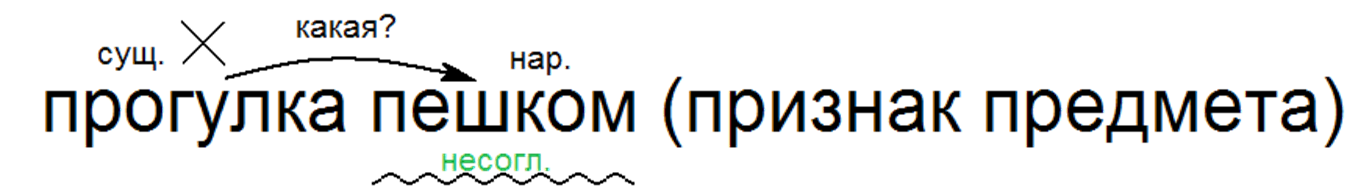 какая?
сущ. нар.
прогулка пешком (признак предмета)
несогл.